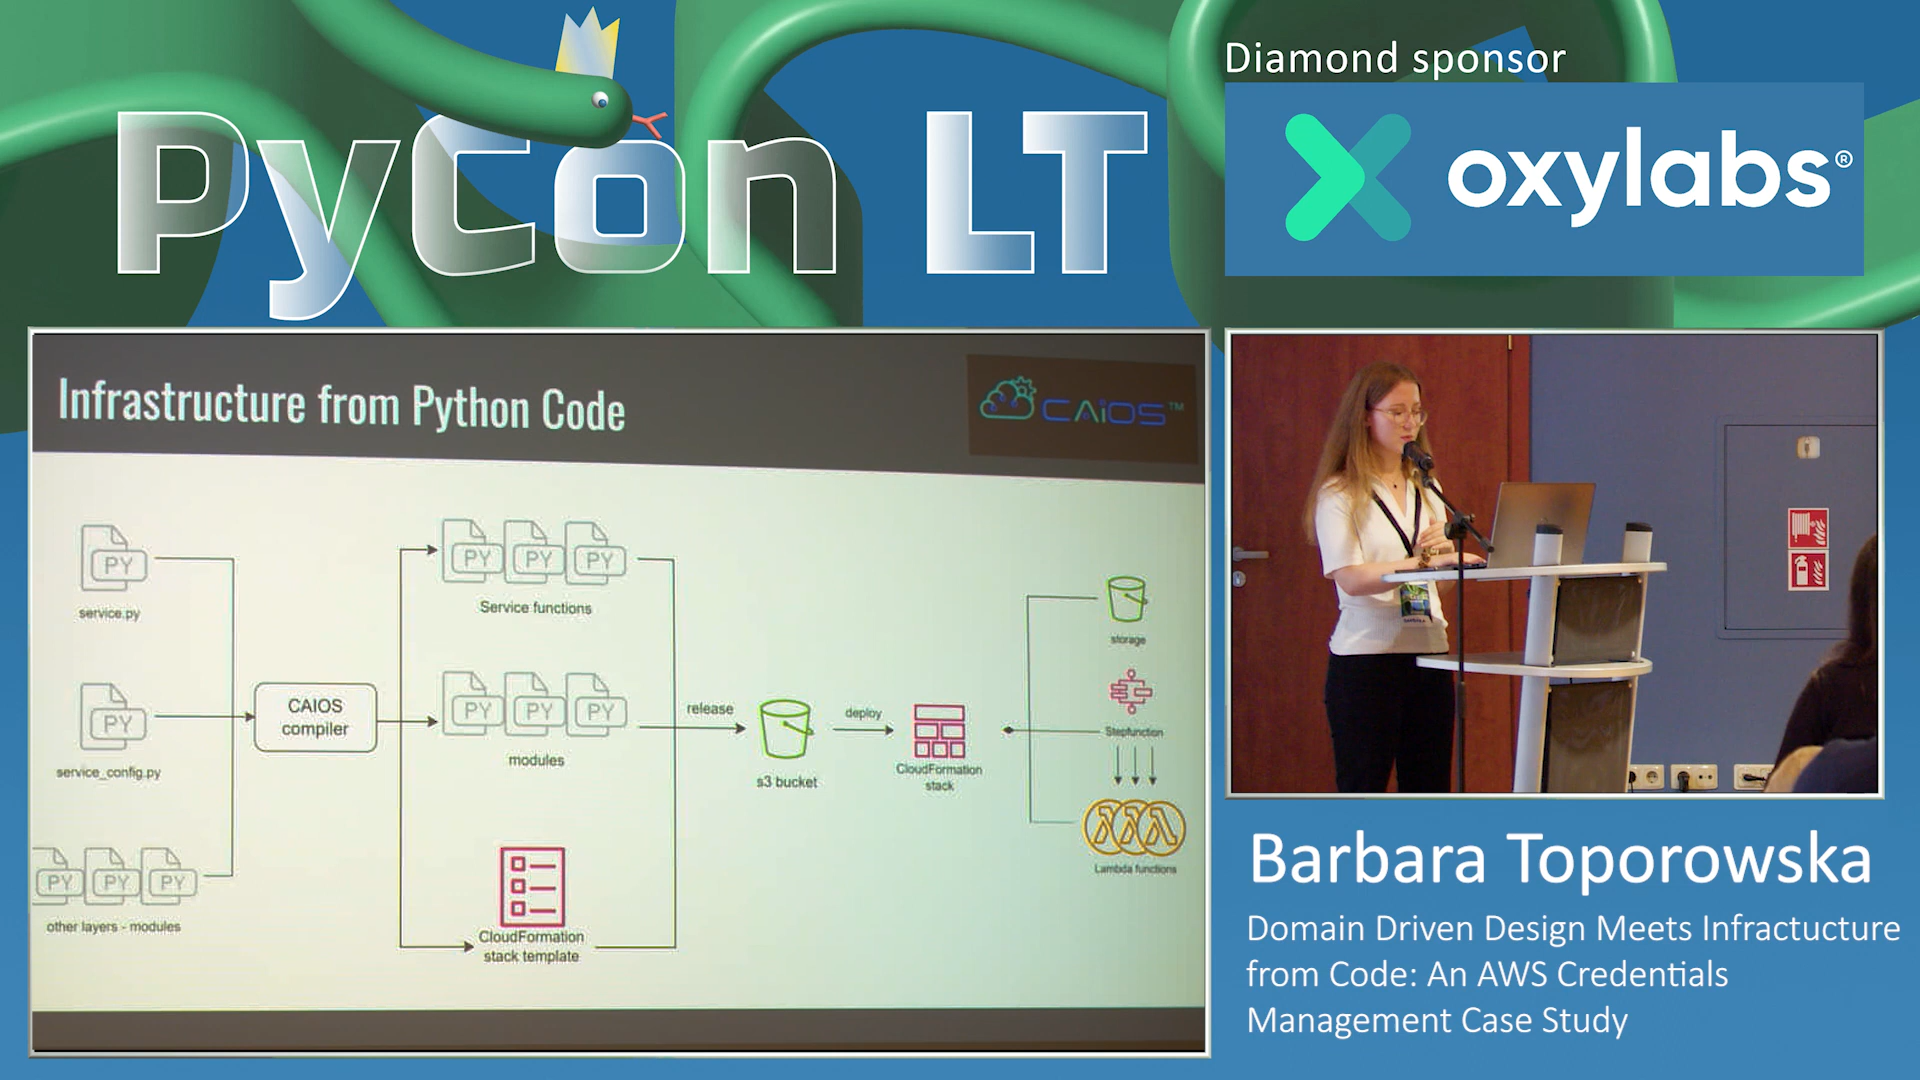 PyCon LT
Diamond sponsor
oxylabs®
Infrastructure from Python Code
CAiOS™
PY
service.py
PY
service_config.py
PY PY PY
other layers - modules
CAIOS
compiler
PY PY PY
Service functions
PY PY PY
modules
CloudFormation
stack template
release
s3 bucket
deploy
CloudFormation
stack
storage
Stepfunction
Lambda functions
Barbara Toporowska
Domain Driven Design Meets Infractucture
from Code: An AWS Credentials
Management Case Study